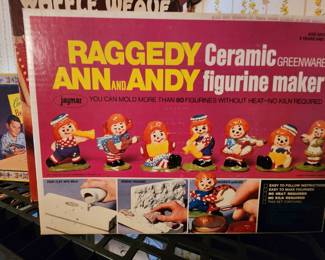 WAFFLE WEAVE
RAGGEDY
ANN AND ANDY
Ceramic GREENWARE
figurine maker
jaymar
YOU CAN MOLD MORE THAN 80 FIGURINES WITHOUT HEAT-NO KILN REQUIRED
EASY TO FOLLOW INSTRUCTIONS
EASY TO MAKE FIGURINES
NO HEAT REQUIRED
NO KILN REQUIRED